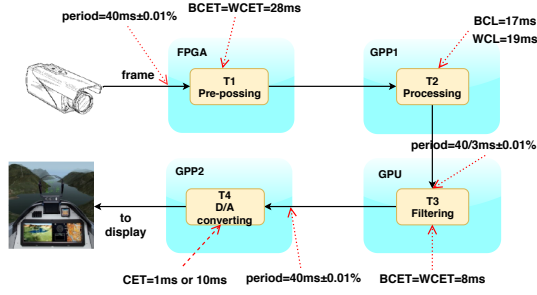 period=40ms±0.01%
BCET=WCET=28ms
FPGA
T1
Pre-possing
frame
GPP1
BCL=17ms
WCL=19ms
T2
Processing
period=40/3ms±0.01%
GPP2
T4
D/A
converting
GPU
T3
Filtering
to
display
CET=1ms or 10ms
period=40ms±0.01%
BCET=WCET=8ms